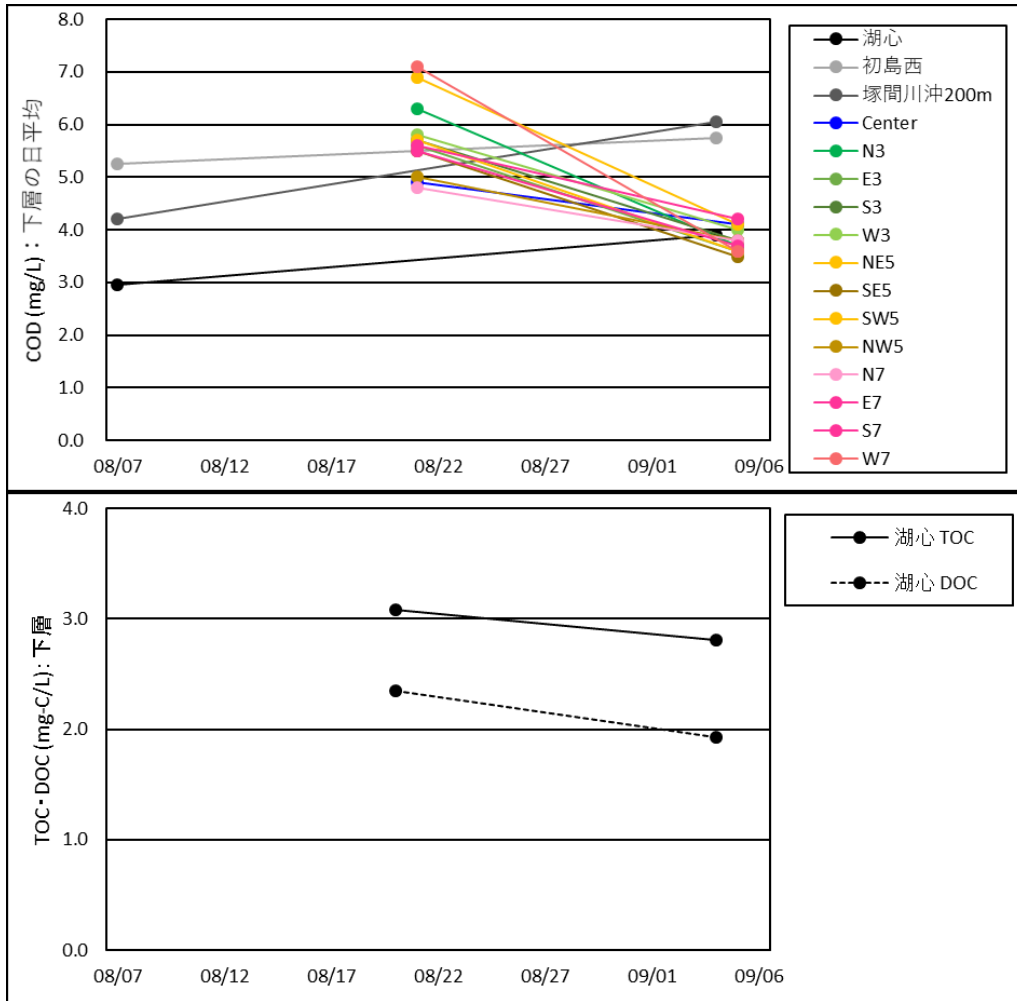 COD (mg/L)：下層の日平均
8.0
7.0
6.0
5.0
4.0
3.0
2.0
1.0
0.0
08/07 08/12 08/17 08/22 08/27 09/01 09/06
湖心
初島西
塚間川沖200m
Center
N3
E3
S3
W3
NE5
SE5
SW5
NW5
N7
E7
S7
W7
TOC・DOC (mg-C/L)：下層
4.0
3.0
2.0
1.0
0.0
08/07 08/12 08/17 08/22 08/27 09/01 09/06
湖心 TOC
湖心 DOC